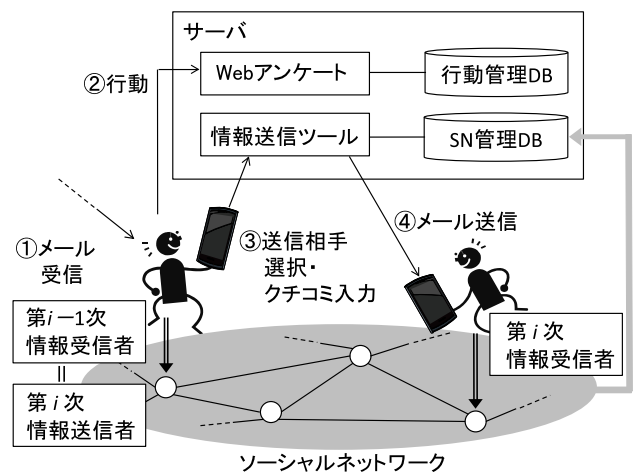 サーバ
Webアンケート
行動管理DB
②行動
情報送信ツール
SN管理DB
①メール
受信
③送信相手
選択・
クチコミ入力
④メール送信
第i−1次
情報受信者
=
第i次
情報送信者
第i次
情報受信者
ソーシャルネットワーク